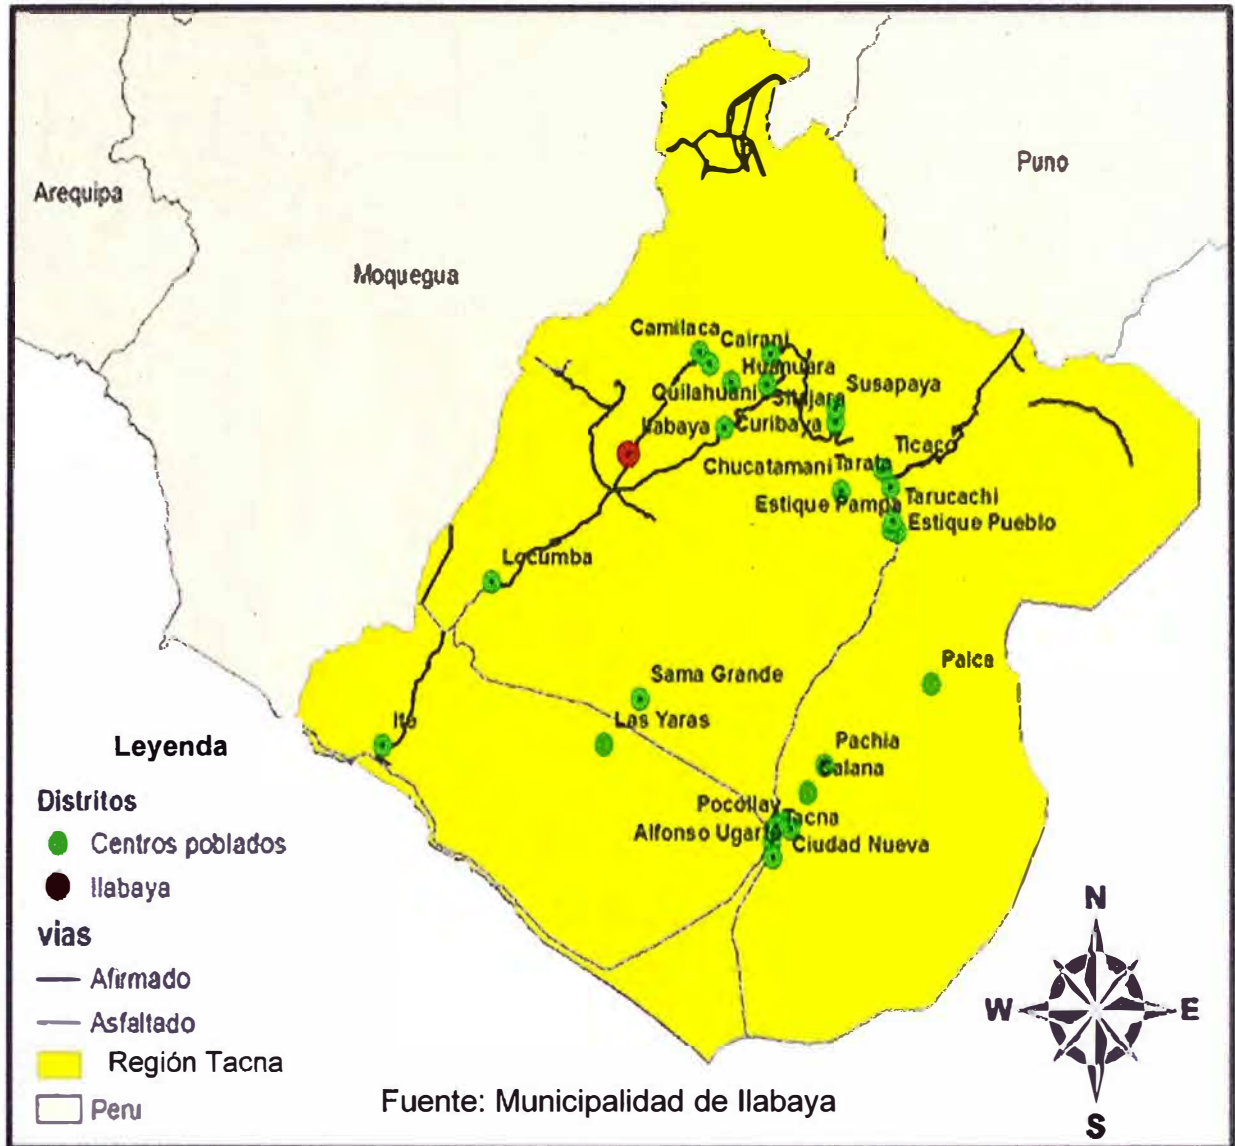 Puno
Arequipa
Moquegua
Camilaca
Cairani
Huanuara
Quilahuani
Sitajara
Susapaya
Ilabaya
Curibaya
Ticaco
Chucatamani
Tarata
Estique Pampa
Tarucachi
Estique Pueblo
Locumba
Palca
Sama Grande
Las Yaras
Ite
Pachia
Calana
Pocollay
Tacna
Alfonso Ugarte
Ciudad Nueva
Leyenda
Distritos
Centros poblados
Ilabaya
vias
Afirmado
Asfaltado
Región Tacna
Peru
Fuente: Municipalidad de Ilabaya
N
W
E
S